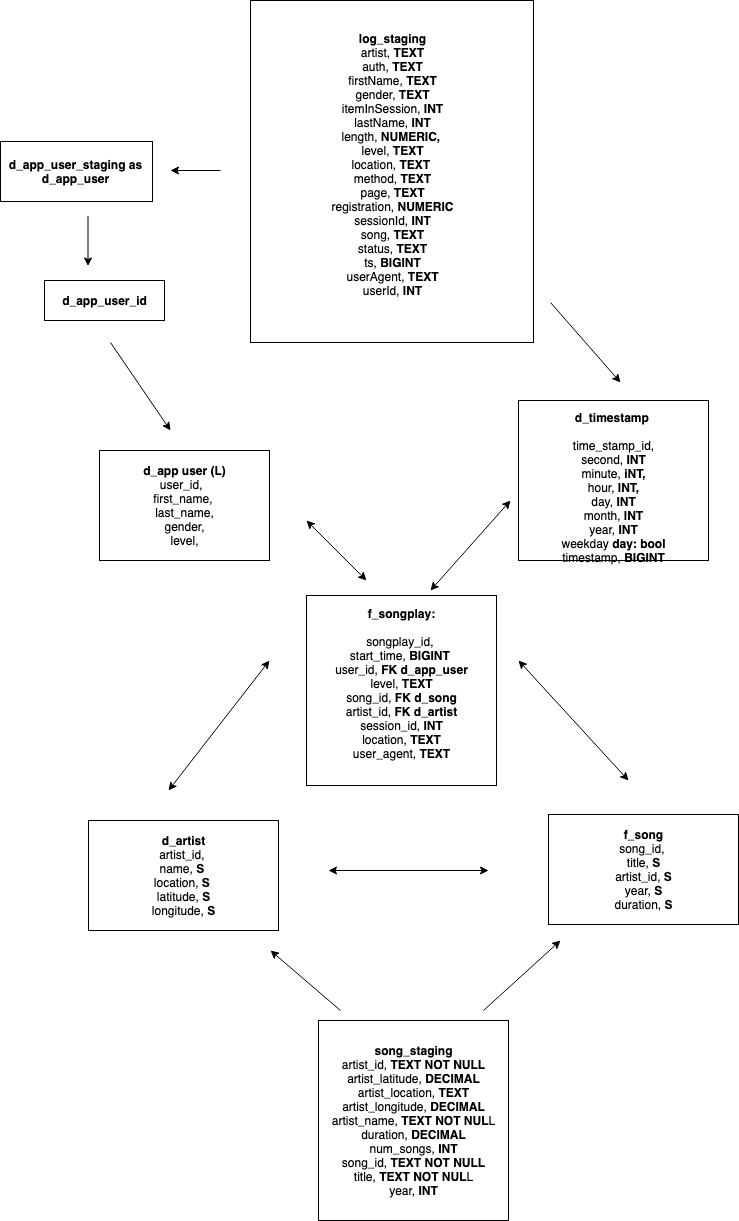 log_staging
artist, TEXT
auth, TEXT
firstName, TEXT
gender, TEXT
itemInSession, INT
lastName, INT
length, NUMERIC,
level, TEXT
location, TEXT
method, TEXT
page, TEXT
registration, NUMERIC
sessionId, INT
song, TEXT
status, TEXT
ts, BIGINT
userAgent, TEXT
userId, INT
d_app_user_staging as
d_app_user
d_app_user_id
d_app user (L)
user_id,
first_name,
last_name,
gender,
level,
d_timestamp
time_stamp_id,
second, INT
minute, iNT,
hour, INT,
day, INT
month, INT
year, INT
weekday day: bool
timestamp, BIGINT
f_songplay:
songplay_id,
start_time, BIGINT
user_id, FK d_app_user
level, TEXT
song_id, FK d_song
artist_id, FK d_artist
session_id, INT
location, TEXT
user_agent, TEXT
d_artist
artist_id,
name, S
location, S
latitude, S
longitude, S
f_song
song_id,
title, S
artist_id, S
year, S
duration, S
song_staging
artist_id, TEXT NOT NULL
artist_latitude, DECIMAL
artist_location, TEXT
artist_longitude, DECIMAL
artist_name, TEXT NOT NULL
duration, DECIMAL
num_songs, INT
song_id, TEXT NOT NULL
title, TEXT NOT NULL
year, INT